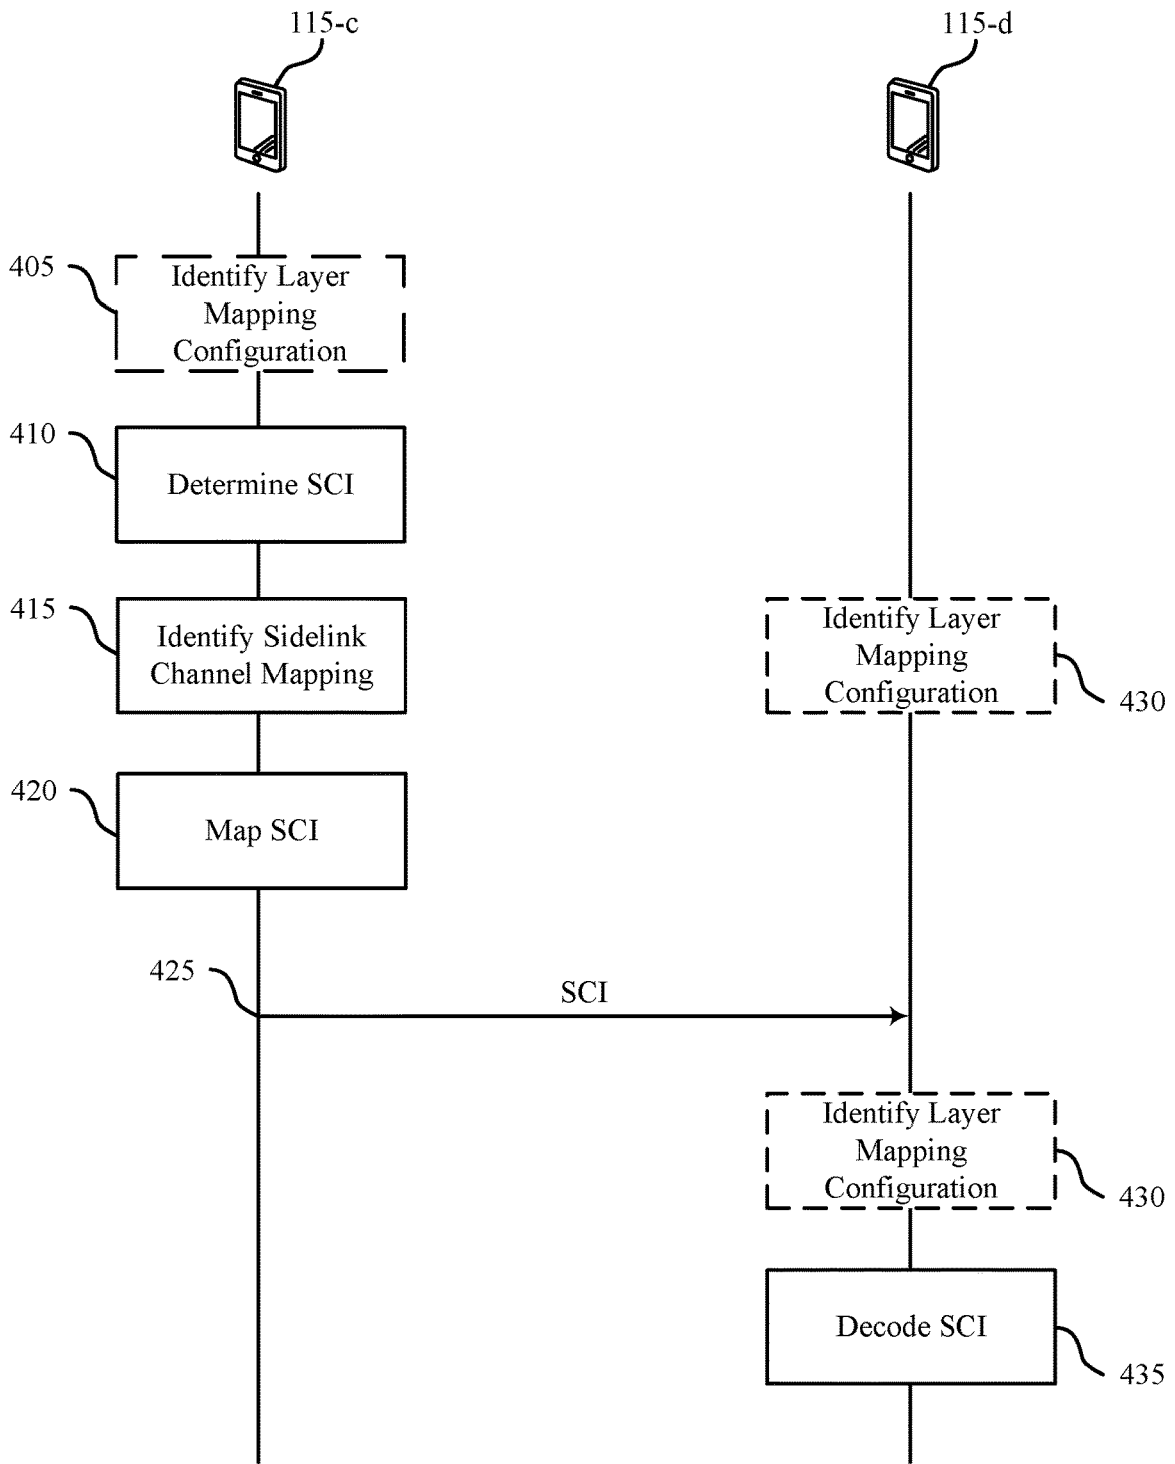 115-c
115-d
405
Identify Layer
Mapping
Configuration
410
Determine SCI
415
Identify Sidelink
Channel Mapping
Identify Layer
Mapping
Configuration
430
420
Map SCI
425
SCI
Identify Layer
Mapping
Configuration
430
Decode SCI
435